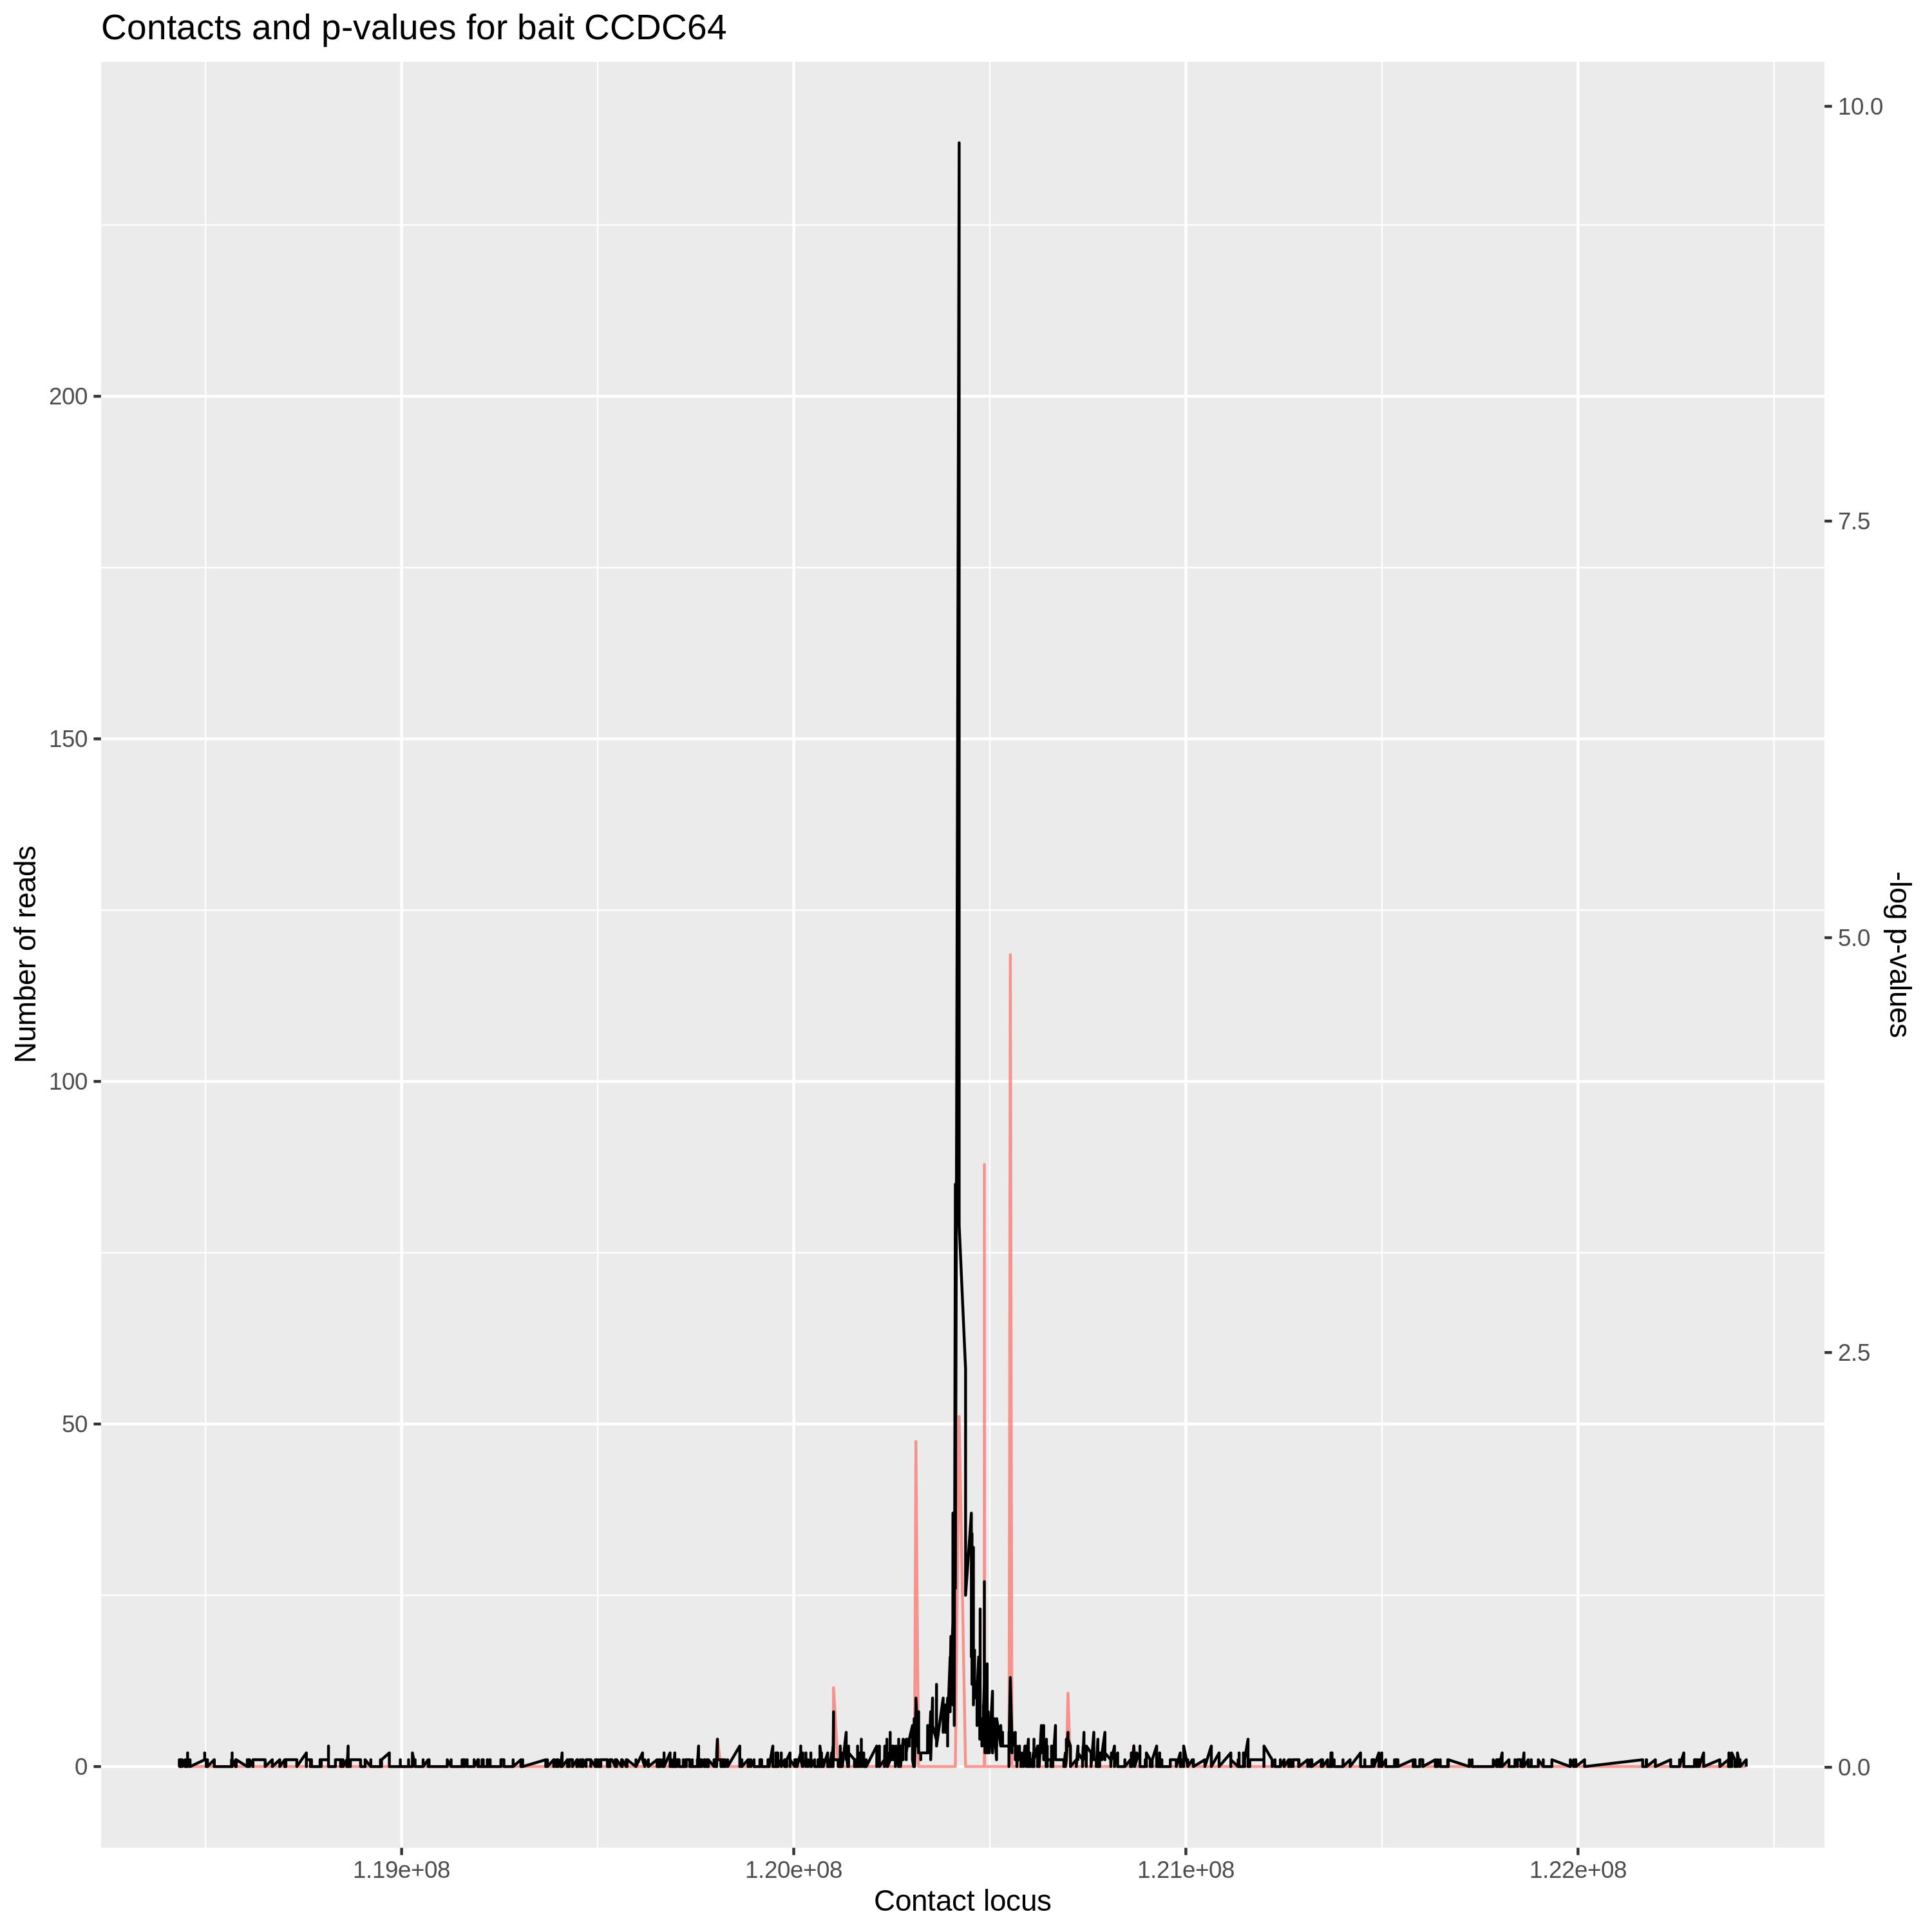 Contacts and p-values for bait CCDC64
10.0
7.5
5.0
2.5
0.0
200
150
100
50
0
Number of reads
-log p-values
1.19e+08
1.20e+08
1.21e+08
1.22e+08
Contact locus